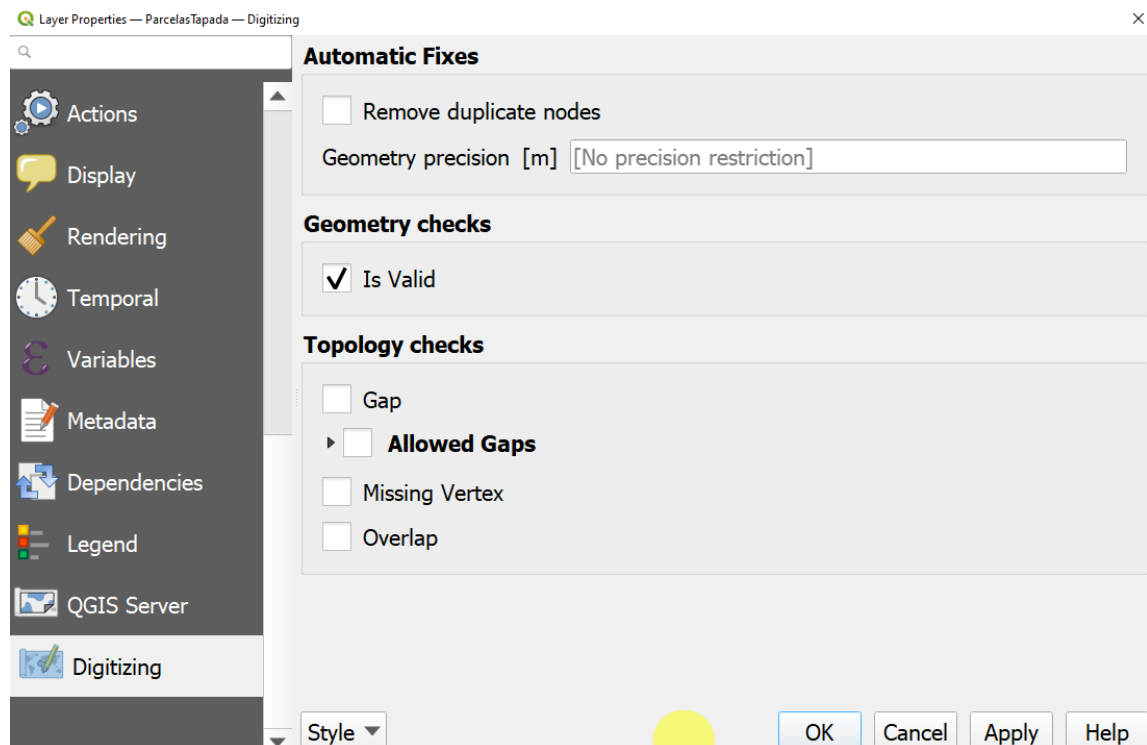 Layer Properties — ParcelasTapada — Digitizing
Actions
Display
Rendering
Temporal
Variables
Metadata
Dependencies
Legend
QGIS Server
Digitizing
Automatic Fixes
Remove duplicate nodes
Geometry precision [m] [No precision restriction]
Geometry checks
Is Valid
Topology checks
Gap
Allowed Gaps
Missing Vertex
Overlap
Style OK Cancel Apply Help